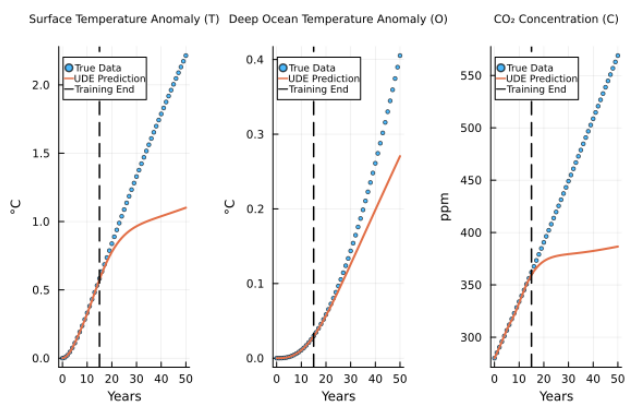 Surface Temperature Anomaly (T)
2.0
1.5
1.0
0.5
0.0
°C
0 10 20 30 40 50
Years
True Data
UDE Prediction
Training End
Deep Ocean Temperature Anomaly (O)
0.4
0.3
0.2
0.1
0.0
°C
0 10 20 30 40 50
Years
True Data
UDE Prediction
Training End
CO₂ Concentration (C)
550
500
450
400
350
300
ppm
0 10 20 30 40 50
Years
True Data
UDE Prediction
Training End